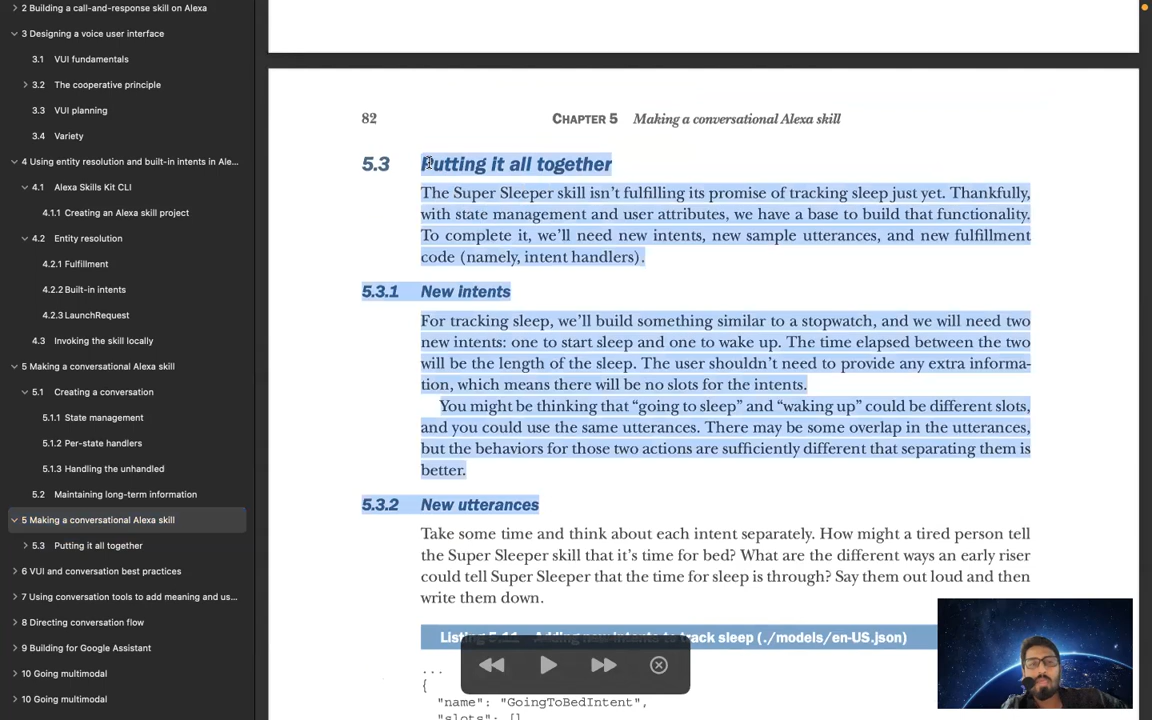 2 Building a call-and-response skill on Alexa
3 Designing a voice user interface
3.1 VUI fundamentals
3.2 The cooperative principle
3.3 VUI planning
3.4 Variety
4 Using entity resolution and built-in intents in Ale...
4.1 Alexa Skills Kit CLI
4.1.1 Creating an Alexa skill project
4.2 Entity resolution
4.2.1 Fulfillment
4.2.2 Built-in intents
4.2.3 LaunchRequest
4.3 Invoking the skill locally
5 Making a conversational Alexa skill
5.1 Creating a conversation
5.1.1 State management
5.1.2 Per-state handlers
5.1.3 Handling the unhandled
5.2 Maintaining long-term information
5 Making a conversational Alexa skill
5.3 Putting it all together
6 VUI and conversation best practices
7 Using conversation tools to add meaning and us...
8 Directing conversation flow
9 Building for Google Assistant
10 Going multimodal
10 Going multimodal
82 CHAPTER 5 Making a conversational Alexa skill
5.3 Putting it all together
The Super Sleeper skill isn't fulfilling its promise of tracking sleep just yet. Thankfully,
with state management and user attributes, we have a base to build that functionality.
To complete it, we'll need new intents, new sample utterances, and new fulfillment
code (namely, intent handlers).
5.3.1 New intents
For tracking sleep, we'll build something similar to a stopwatch, and we will need two
new intents: one to start sleep and one to wake up. The time elapsed between the two
will be the length of the sleep. The user shouldn't need to provide any extra informa-
tion, which means there will be no slots for the intents.
You might be thinking that “going to sleep” and “waking up” could be different slots,
and you could use the same utterances. There may be some overlap in the utterances,
but the behaviors for those two actions are sufficiently different that separating them is
better.
5.3.2 New utterances
Take some time and think about each intent separately. How might a tired person tell
the Super Sleeper skill that it's time for bed? What are the different ways an early riser
could tell Super Sleeper that the time for sleep is through? Say them out loud and then
write them down.
Listing 5.11 Adding new intents to track sleep (./models/en-US.json)
...
{
"name": "GoingToBedIntent",
"slots": [],